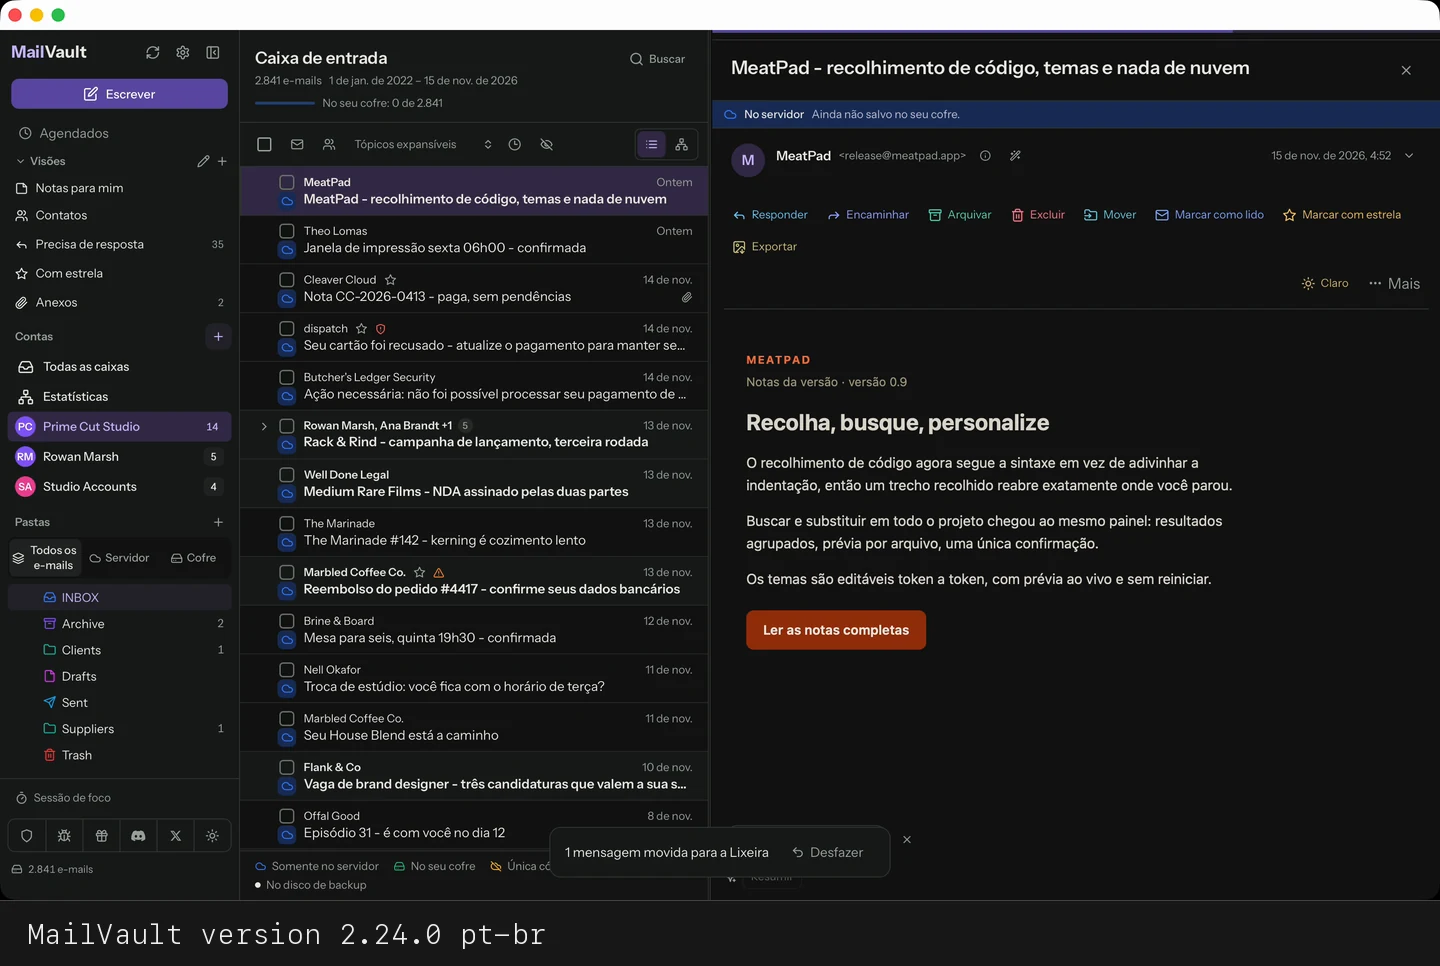 MailVault
Escrever
Agendados
Visões
Notas para mim
Contatos
Precisa de resposta 35
Com estrela
Anexos 2
Contas
Todas as caixas
Estatísticas
PC Prime Cut Studio 14
RM Rowan Marsh 5
SA Studio Accounts 4
Pastas
Todos os e-mails
Servidor
Cofre
INBOX
Archive 2
Clients 1
Drafts
Sent
Suppliers 1
Trash
Sessão de foco
2.841 e-mails
Caixa de entrada
Buscar
2.841 e-mails 1 de jan. de 2022 – 15 de nov. de 2026
No seu cofre: 0 de 2.841
Tópicos expansíveis
MeatPad Ontem
MeatPad - recolhimento de código, temas e nada de nuvem
Theo Lomas Ontem
Janela de impressão sexta 06h00 - confirmada
Cleaver Cloud 14 de nov.
Nota CC-2026-0413 - paga, sem pendências
dispatch 14 de nov.
Seu cartão foi recusado - atualize o pagamento para manter se...
Butcher's Ledger Security 14 de nov.
Ação necessária: não foi possível processar seu pagamento de ...
Rowan Marsh, Ana Brandt +1 5 13 de nov.
Rack & Rind - campanha de lançamento, terceira rodada
Well Done Legal 13 de nov.
Medium Rare Films - NDA assinado pelas duas partes
The Marinade 13 de nov.
The Marinade #142 - kerning é cozimento lento
Marbled Coffee Co. 13 de nov.
Reembolso do pedido #4417 - confirme seus dados bancários
Brine & Board 12 de nov.
Mesa para seis, quinta 19h30 - confirmada
Nell Okafor 11 de nov.
Troca de estúdio: você fica com o horário de terça?
Marbled Coffee Co. 11 de nov.
Seu House Blend está a caminho
Flank & Co 10 de nov.
Vaga de brand designer - três candidaturas que valem a sua s...
Offal Good 8 de nov.
Episódio 31 - é com você no dia 12
Somente no servidor No seu cofre Única có
No disco de backup
MeatPad - recolhimento de código, temas e nada de nuvem
No servidor Ainda não salvo no seu cofre.
M MeatPad <release@meatpad.app> 15 de nov. de 2026, 4:52
Responder Encaminhar Arquivar Excluir Mover Marcar como lido Marcar com estrela
Exportar
Claro Mais
MEATPAD
Notas da versão · versão 0.9
Recolha, busque, personalize
O recolhimento de código agora segue a sintaxe em vez de adivinhar a
indentação, então um trecho recolhido reabre exatamente onde você parou.
Buscar e substituir em todo o projeto chegou ao mesmo painel: resultados
agrupados, prévia por arquivo, uma única confirmação.
Os temas são editáveis token a token, com prévia ao vivo e sem reiniciar.
Ler as notas completas
1 mensagem movida para a Lixeira Desfazer
Resumir
MailVault version 2.24.0 pt-br